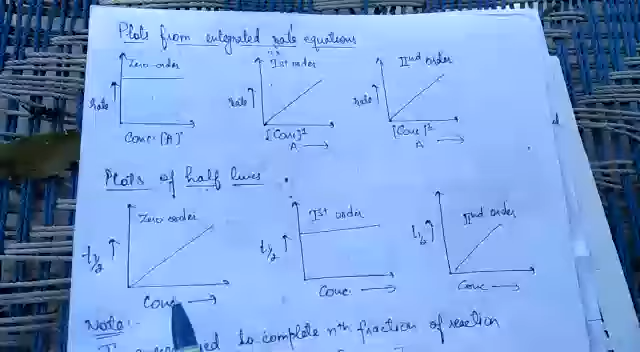 Plots from integrated rate equations
Zero order
Rate
Conc. [A]°
Ist order
Rate
[Conc]¹
A
IInd order
Rate
[Conc]²
A
Plots of half lives
Zero order
t½
Conc
Ist order
t½
Conc
IInd order
t½
Conc
Note:-
to complete nth fraction of reaction